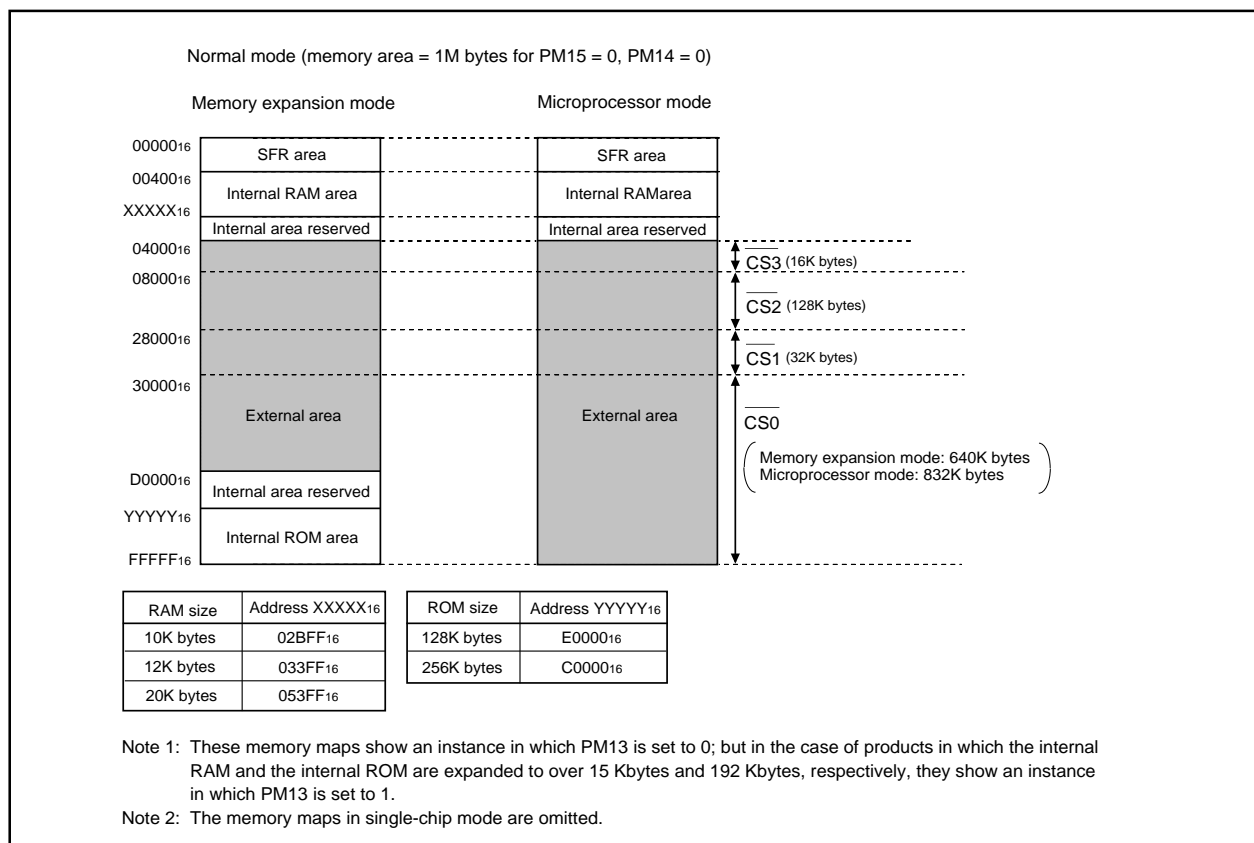 Normal mode (memory area = 1M bytes for PM15 = 0, PM14 = 0)
Memory expansion mode
Microprocessor mode
0000016
SFR area
SFR area
0040016
Internal RAM area
Internal RAMarea
XXXXX16
Internal area reserved
Internal area reserved
0400016
CS3 (16K bytes)
0800016
CS2 (128K bytes)
2800016
CS1 (32K bytes)
3000016
External area
External area
CS0
Memory expansion mode: 640K bytes
Microprocessor mode: 832K bytes
D000016
Internal area reserved
YYYYY16
Internal ROM area
FFFFF16
RAM size Address XXXXX16
10K bytes 02BFF16
12K bytes 033FF16
20K bytes 053FF16
ROM size Address YYYYY16
128K bytes E000016
256K bytes C000016
Note 1: These memory maps show an instance in which PM13 is set to 0; but in the case of products in which the internal
RAM and the internal ROM are expanded to over 15 Kbytes and 192 Kbytes, respectively, they show an instance
in which PM13 is set to 1.
Note 2: The memory maps in single-chip mode are omitted.